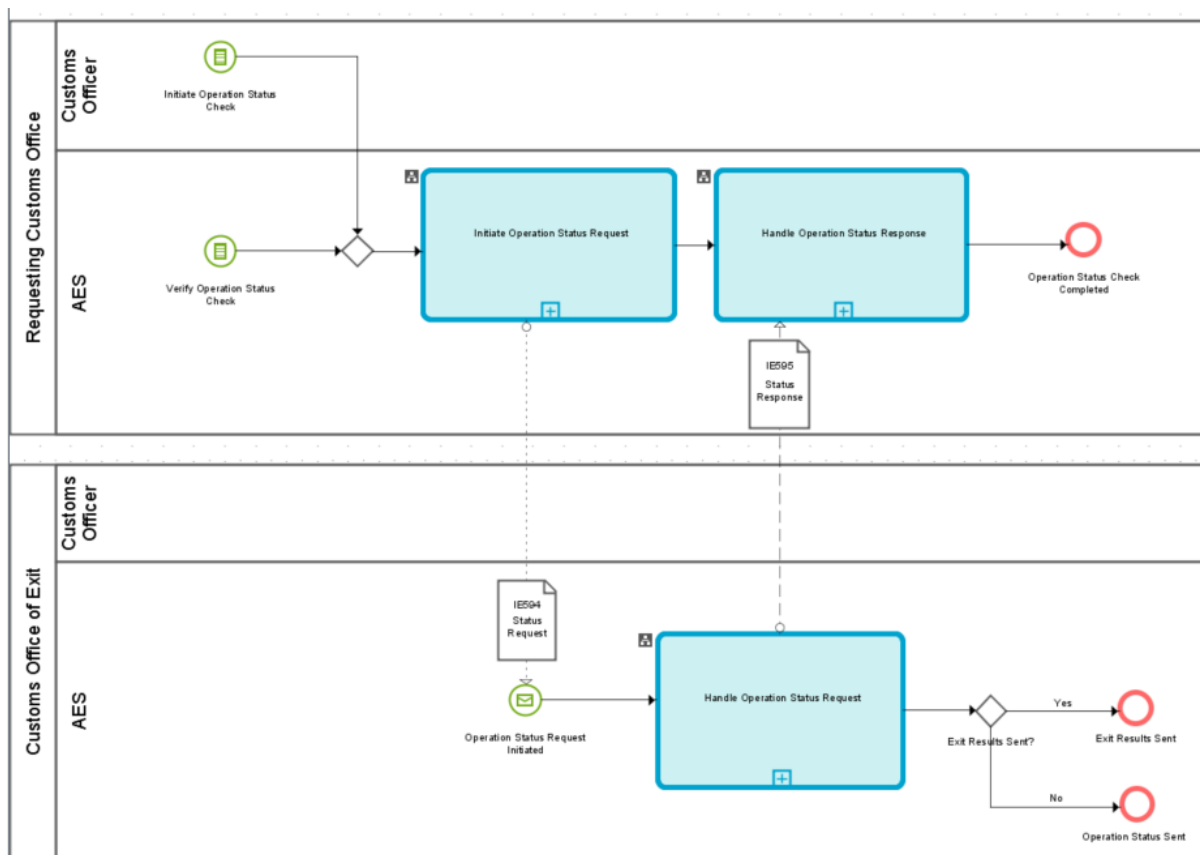 Requesting Customs Office
Customs
Officer
Initiate Operation Status
Check
AES
Verify Operation Status
Check
Initiate Operation Status Request
Handle Operation Status Response
Operation Status Check
Completed
IE595
Status
Response
Customs Office of Exit
Customs
Officer
AES
IE594
Status
Request
Operation Status Request
Initiated
Handle Operation Status Request
Exit Results Sent?
Yes
Exit Results Sent
No
Operation Status Sent